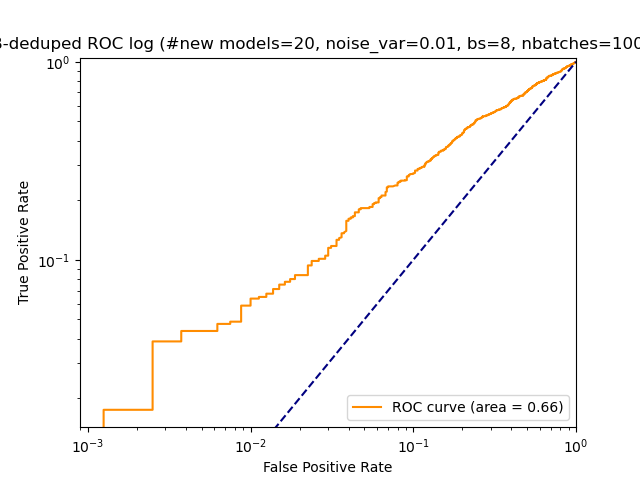 -deduped ROC log (#new models=20, noise_var=0.01, bs=8, nbatches=100
10⁰
10⁻¹
True Positive Rate
ROC curve (area = 0.66)
10⁻³
10⁻²
10⁻¹
10⁰
False Positive Rate